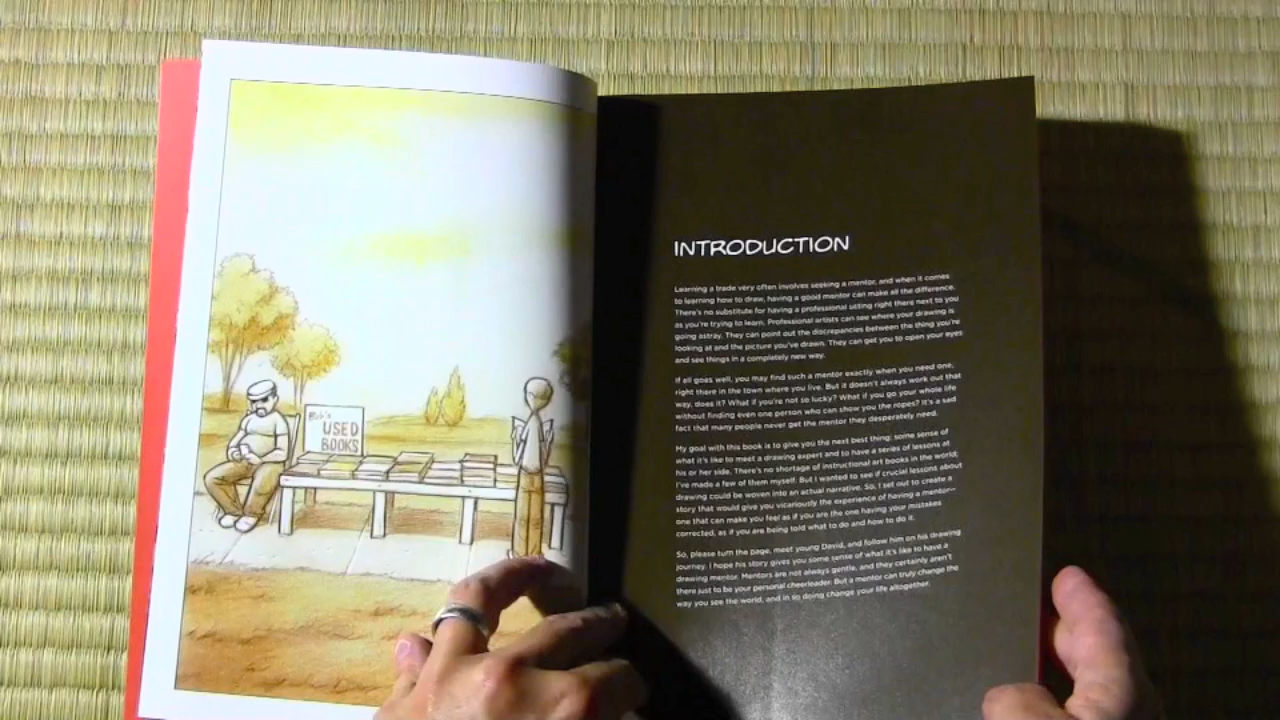 Bob's
USED
BOOKS
INTRODUCTION
Learning a trade very often involves seeking a mentor, and when it comes
to learning how to draw, having a good mentor can make all the difference.
There's no substitute for having a professional sitting right there next to you
as you're trying to learn. Professional artists can see where your drawing is
going astray. They can point out the discrepancies between the thing you're
looking at and the picture you've drawn. They can get you to open your eyes
and see things in a completely new way.
If all goes well, you may find such a mentor exactly when you need one,
right there in the town where you live. But it doesn't always work out that
way, does it? What if you're not so lucky? What if you go your whole life
without finding even one person who can show you the ropes? It's a sad
fact that many people never get the mentor they desperately need.
My goal with this book is to give you the next best thing: some sense of
what it's like to meet a drawing expert and to have a series of lessons at
his or her side. There's no shortage of instructional art books in the world;
I've made a few of them myself. But I wanted to see if crucial lessons about
drawing could be woven into an actual narrative. So, I set out to create a
story that would give you vicariously the experience of having a mentor—
one that can make you feel as if you are the one having your mistakes
corrected, as if you are being told what to do and how to do it.
So, please turn the page, meet young David, and follow him on his drawing
journey. I hope his story gives you some sense of what it's like to have a
drawing mentor. Mentors are not always gentle, and they certainly aren't
there just to be your personal cheerleader. But a mentor can truly change the
way you see the world, and in so doing change your life altogether.